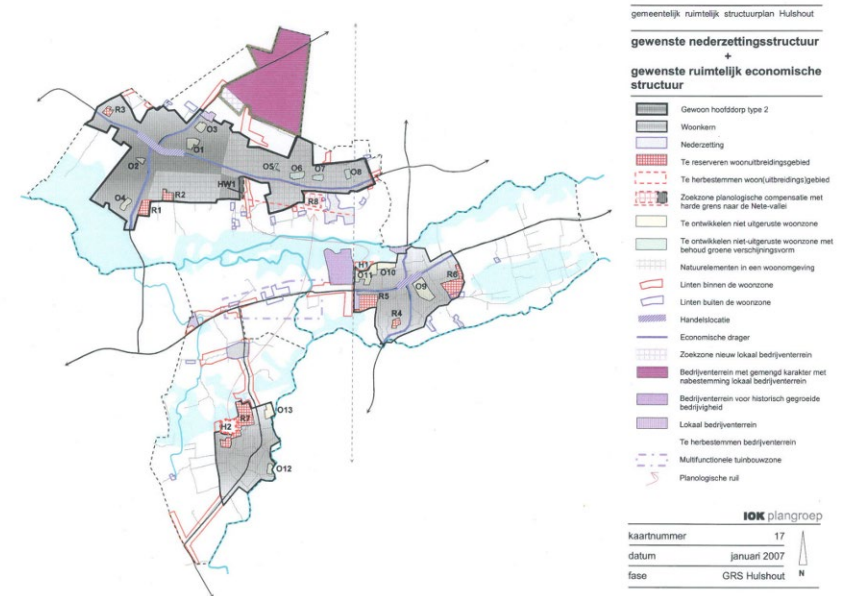 gemeentelijk ruimtelijk structuurplan Hulshout
gewenste nederzettingsstructuur
+
gewenste ruimtelijk economische
structuur
Gewoon hoofddorp type 2
Woonkern
Nederzetting
Te reserveren woonuitbreidingsgebied
Te herbestemmen woon(uitbreidings)gebied
Zoekzone planologische compensatie met
harde grens naar de Nete-vallei
Te ontwikkelen niet uitgeruste woonzone
Te ontwikkelen niet-uitgeruste woonzone met
behoud groene verschijningsvorm
Natuurelementen in een woonomgeving
Linten binnen de woonzone
Linten buiten de woonzone
Handelslocatie
Economische drager
Zoekzone nieuw lokaal bedrijventerrein
Bedrijventerrein met gemengd karakter met
nabestemming lokaal bedrijventerrein
Bedrijventerrein voor historisch gegroeide
bedrijvigheid
Lokaal bedrijventerrein
Te herbestemmen bedrijventerrein
Multifunctionele tuinbouwzone
Planologische ruil
IOK plangroep
kaartnummer 17
datum januari 2007
fase GRS Hulshout
N
R3
O3
O1
O2
O5
O6
O7
O8
HW1
R2
O4
R1
R8
H1
O10
O11
R6
O9
R5
R4
O13
R7
H2
O12